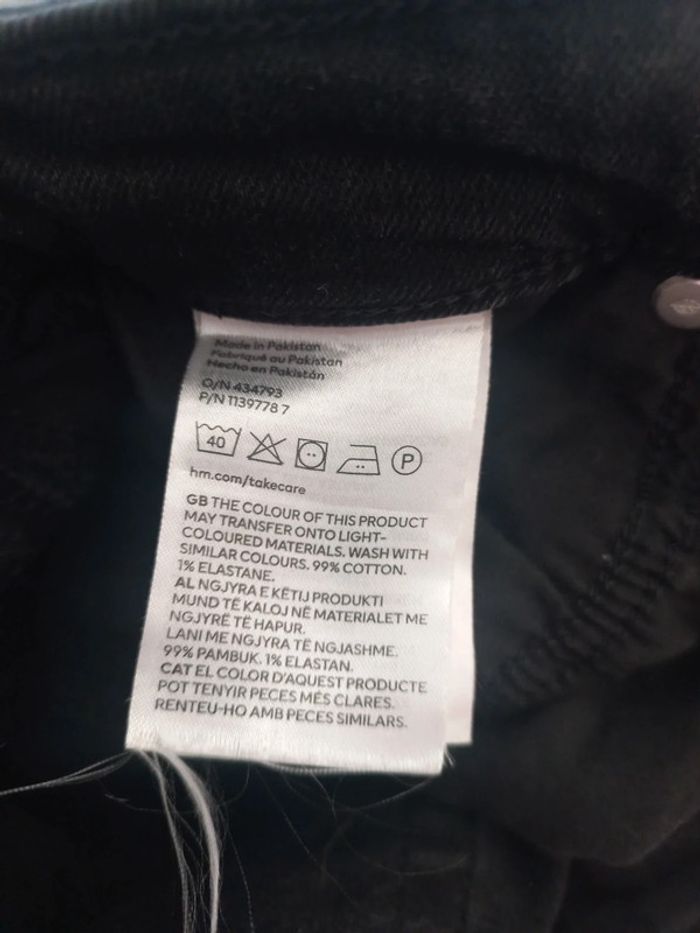 Made in Pakistan
Fabriqué au Pakistan
Hecho en Pakistán
O/N 434793
P/N 1139778 7
40
P
hm.com/takecare
GB THE COLOUR OF THIS PRODUCT
MAY TRANSFER ONTO LIGHT-
COLOURED MATERIALS. WASH WITH
SIMILAR COLOURS. 99% COTTON.
1% ELASTANE.
AL NGJYRA E KËTIJ PRODUKTI
MUND TË KALOJ NË MATERIALET ME
NGJYRË TË HAPUR.
LANI ME NGJYRA TË NGJASHME.
99% PAMBUK. 1% ELASTAN.
CAT EL COLOR D'AQUEST PRODUCTE
POT TENYIR PECES MÉS CLARES.
RENTEU-HO AMB PECES SIMILARS.